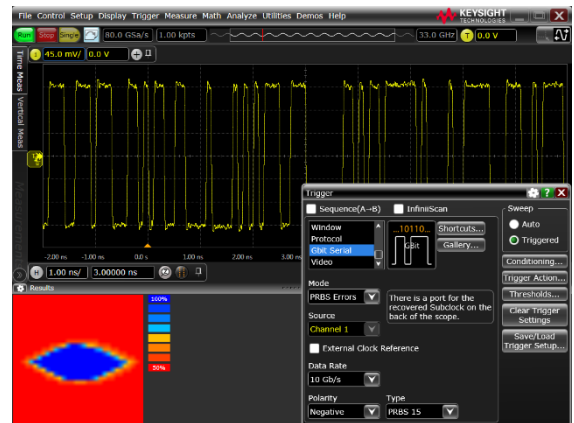 File Control Setup Display Trigger Measure Math Analyze Utilities Demos Help
KEYSIGHT
TECHNOLOGIES
Run Stop Single 80.0 GSa/s 1.00 kpts 33.0 GHz T 0.0 V
1 45.0 mV/ 0.0 V
Time Meas
Vertical Meas
Measurements
-2.00 ns -1.00 ns 0.0 s 1.00 ns 2.00 ns 3.00 ns
H 1.00 ns/ 3.00000 ns
Results
100%
50%
Trigger
Sequence(A→B) InfiniiScan
Window
Protocol
Gbit Serial
Video
...10110...
GBit
Shortcuts...
Gallery...
Mode
PRBS Errors
There is a port for the
recovered Subclock on the
back of the scope.
Source
Channel 1
External Clock Reference
Data Rate
10 Gb/s
Polarity Type
Negative PRBS 15
Sweep
Auto
Triggered
Conditioning...
Trigger Action...
Thresholds...
Clear Trigger
Settings
Save/Load
Trigger Setup...